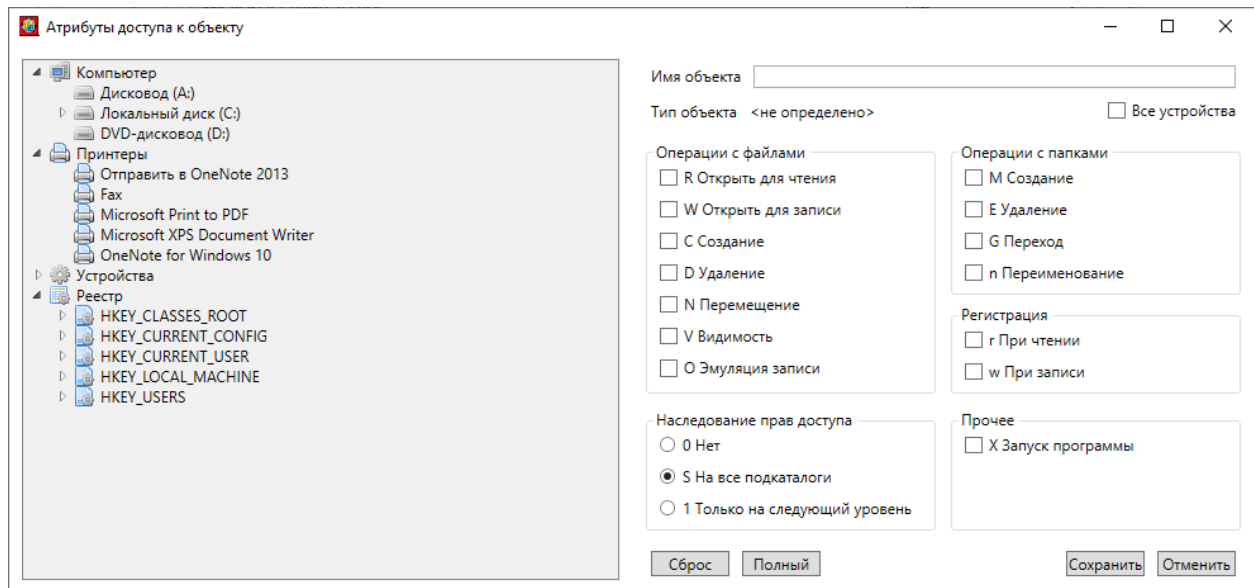 Атрибуты доступа к объекту
Компьютер
Дисковод (A:)
Локальный диск (C:)
DVD-дисковод (D:)
Принтеры
Отправить в OneNote 2013
Fax
Microsoft Print to PDF
Microsoft XPS Document Writer
OneNote for Windows 10
Устройства
Реестр
HKEY_CLASSES_ROOT
HKEY_CURRENT_CONFIG
HKEY_CURRENT_USER
HKEY_LOCAL_MACHINE
HKEY_USERS
Имя объекта
Тип объекта <не определено> Все устройства
Операции с файлами
R Открыть для чтения
W Открыть для записи
C Создание
D Удаление
N Перемещение
V Видимость
O Эмуляция записи
Операции с папками
M Создание
E Удаление
G Переход
n Переименование
Регистрация
r При чтении
w При записи
Наследование прав доступа
0 Нет
S На все подкаталоги
1 Только на следующий уровень
Прочее
X Запуск программы
Сброс Полный Сохранить Отменить